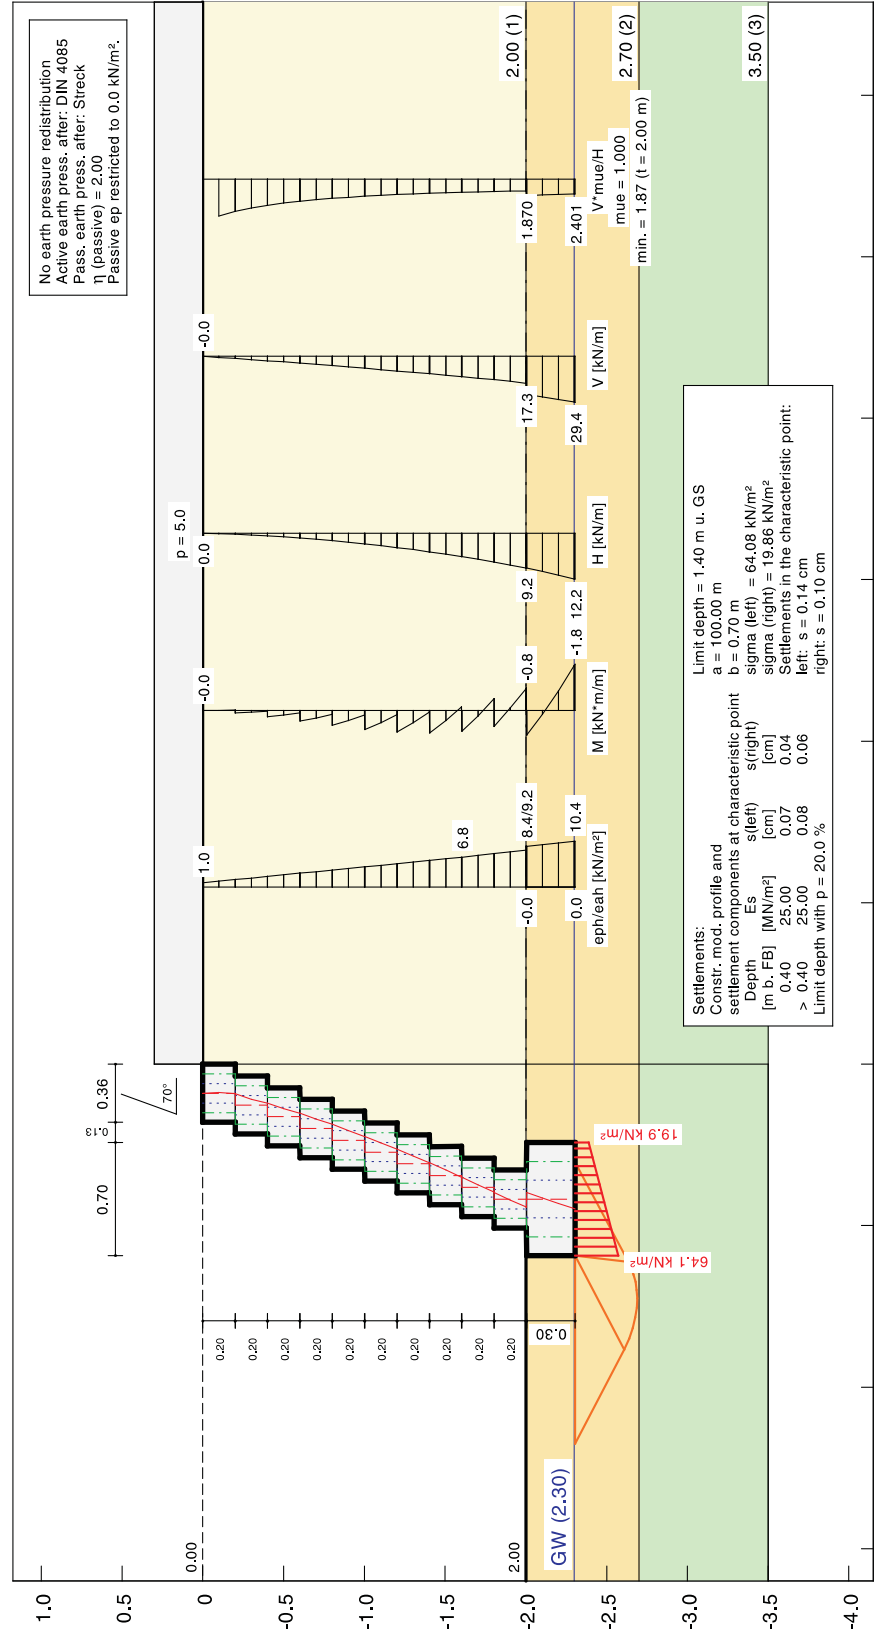 No earth pressure redistribution
Active earth press. after: DIN 4085
Pass. earth press. after: Streck
η (passive) = 2.00
Passive ep restricted to 0.0 kN/m².
1.0
0.5
0
-0.5
-1.0
-1.5
-2.0
-2.5
-3.0
-3.5
-4.0
0.00
2.00
GW (2.30)
0.70
0.13
0.36
70°
0.20
0.20
0.20
0.20
0.20
0.20
0.20
0.20
0.20
0.20
0.30
64.1 kN/m²
19.9 kN/m²
p = 5.0
1.0
6.8
8.4/9.2
10.4
-0.0
0.0
eph/eah [kN/m²]
-0.0
-0.8
-1.8
M [kN*m/m]
0.0
9.2
12.2
H [kN/m]
-0.0
17.3
29.4
V [kN/m]
1.870
2.401
V*mue/H
mue = 1.000
min. = 1.87 (t = 2.00 m)
2.00 (1)
2.70 (2)
3.50 (3)
Settlements:
Constr. mod. profile and
settlement components at characteristic point
Depth Es s(left) s(right)
[m b. FB] [MN/m²] [cm] [cm]
0.40 25.00 0.07 0.04
> 0.40 25.00 0.08 0.06
Limit depth with p = 20.0 %
Limit depth = 1.40 m u. GS
a = 100.00 m
b = 0.70 m
sigma (left) = 64.08 kN/m²
sigma (right) = 19.86 kN/m²
Settlements in the characteristic point:
left: s = 0.14 cm
right: s = 0.10 cm